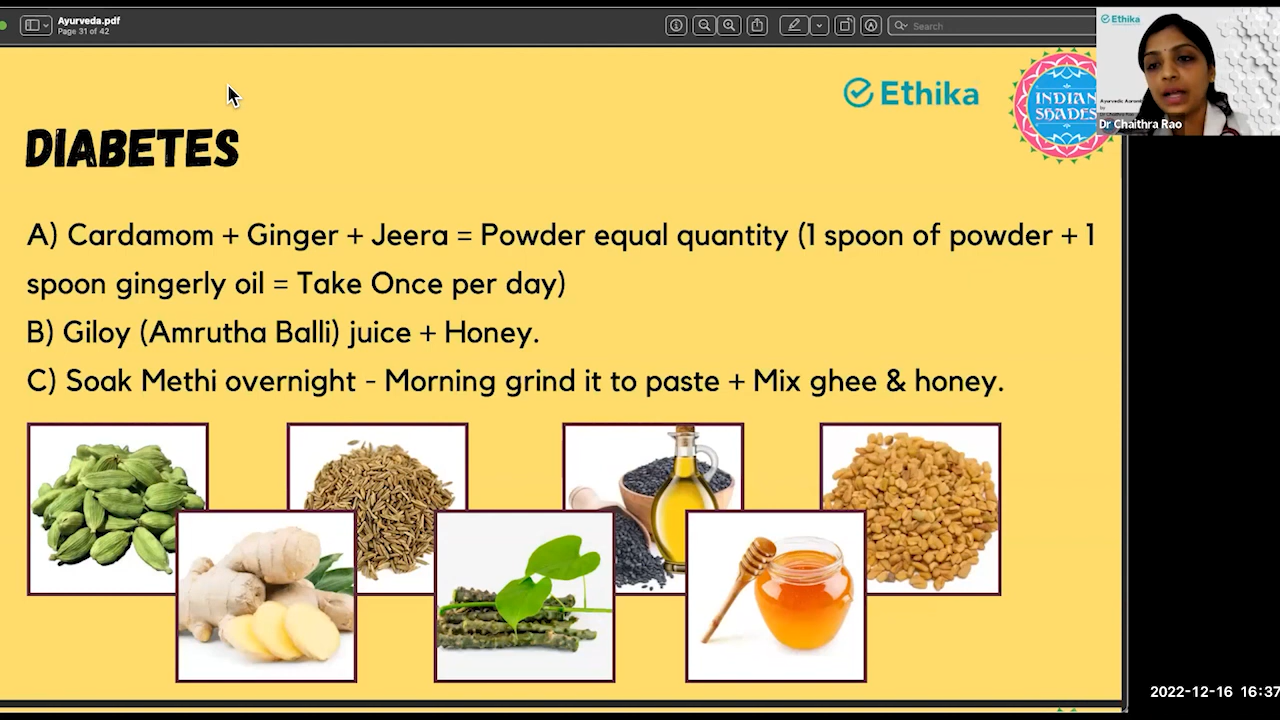 Ayurveda.pdf
Page 31 of 42
Search
Ethika
Ethika
INDIAN
SHADES
Dr Chaithra Rao
DIABETES
A) Cardamom + Ginger + Jeera = Powder equal quantity (1 spoon of powder + 1
spoon gingerly oil = Take Once per day)
B) Giloy (Amrutha Balli) juice + Honey.
C) Soak Methi overnight - Morning grind it to paste + Mix ghee & honey.
2022-12-16 16:37